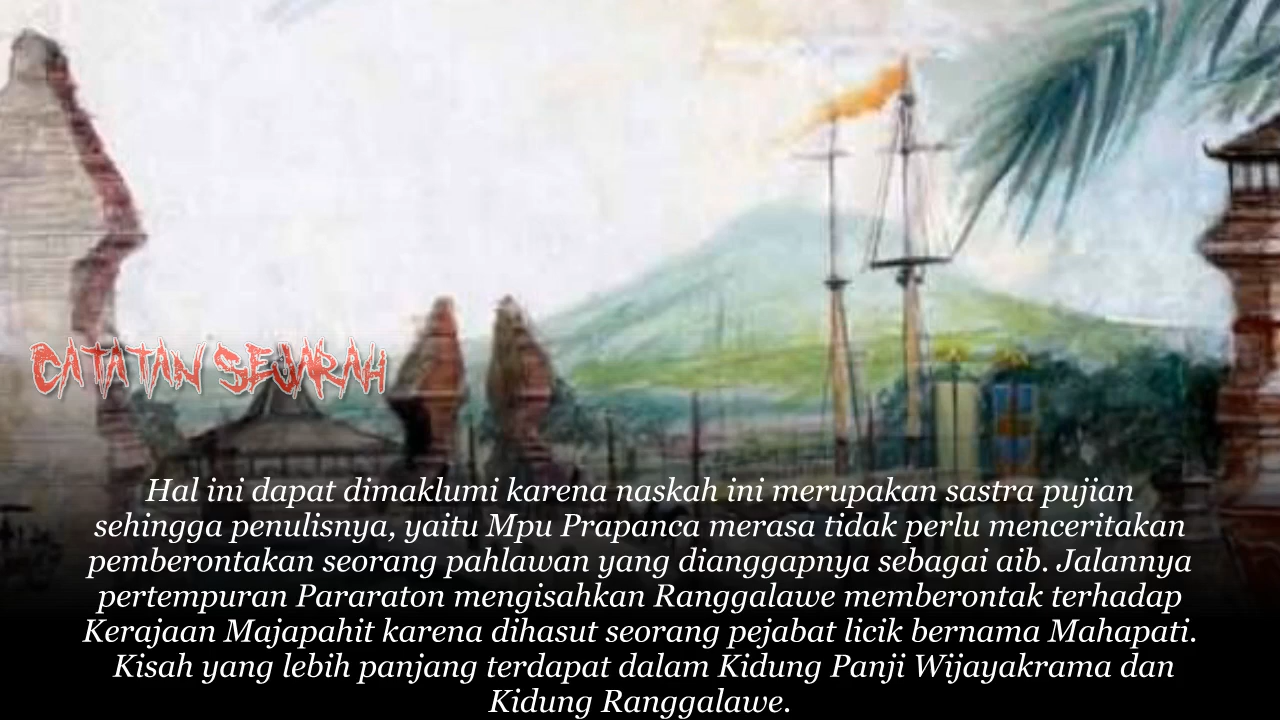 CATATAN SEJARAH
Hal ini dapat dimaklumi karena naskah ini merupakan sastra pujian
sehingga penulisnya, yaitu Mpu Prapanca merasa tidak perlu menceritakan
pemberontakan seorang pahlawan yang dianggapnya sebagai aib. Jalannya
pertempuran Pararaton mengisahkan Ranggalawe memberontak terhadap
Kerajaan Majapahit karena dihasut seorang pejabat licik bernama Mahapati.
Kisah yang lebih panjang terdapat dalam Kidung Panji Wijayakrama dan
Kidung Ranggalawe.